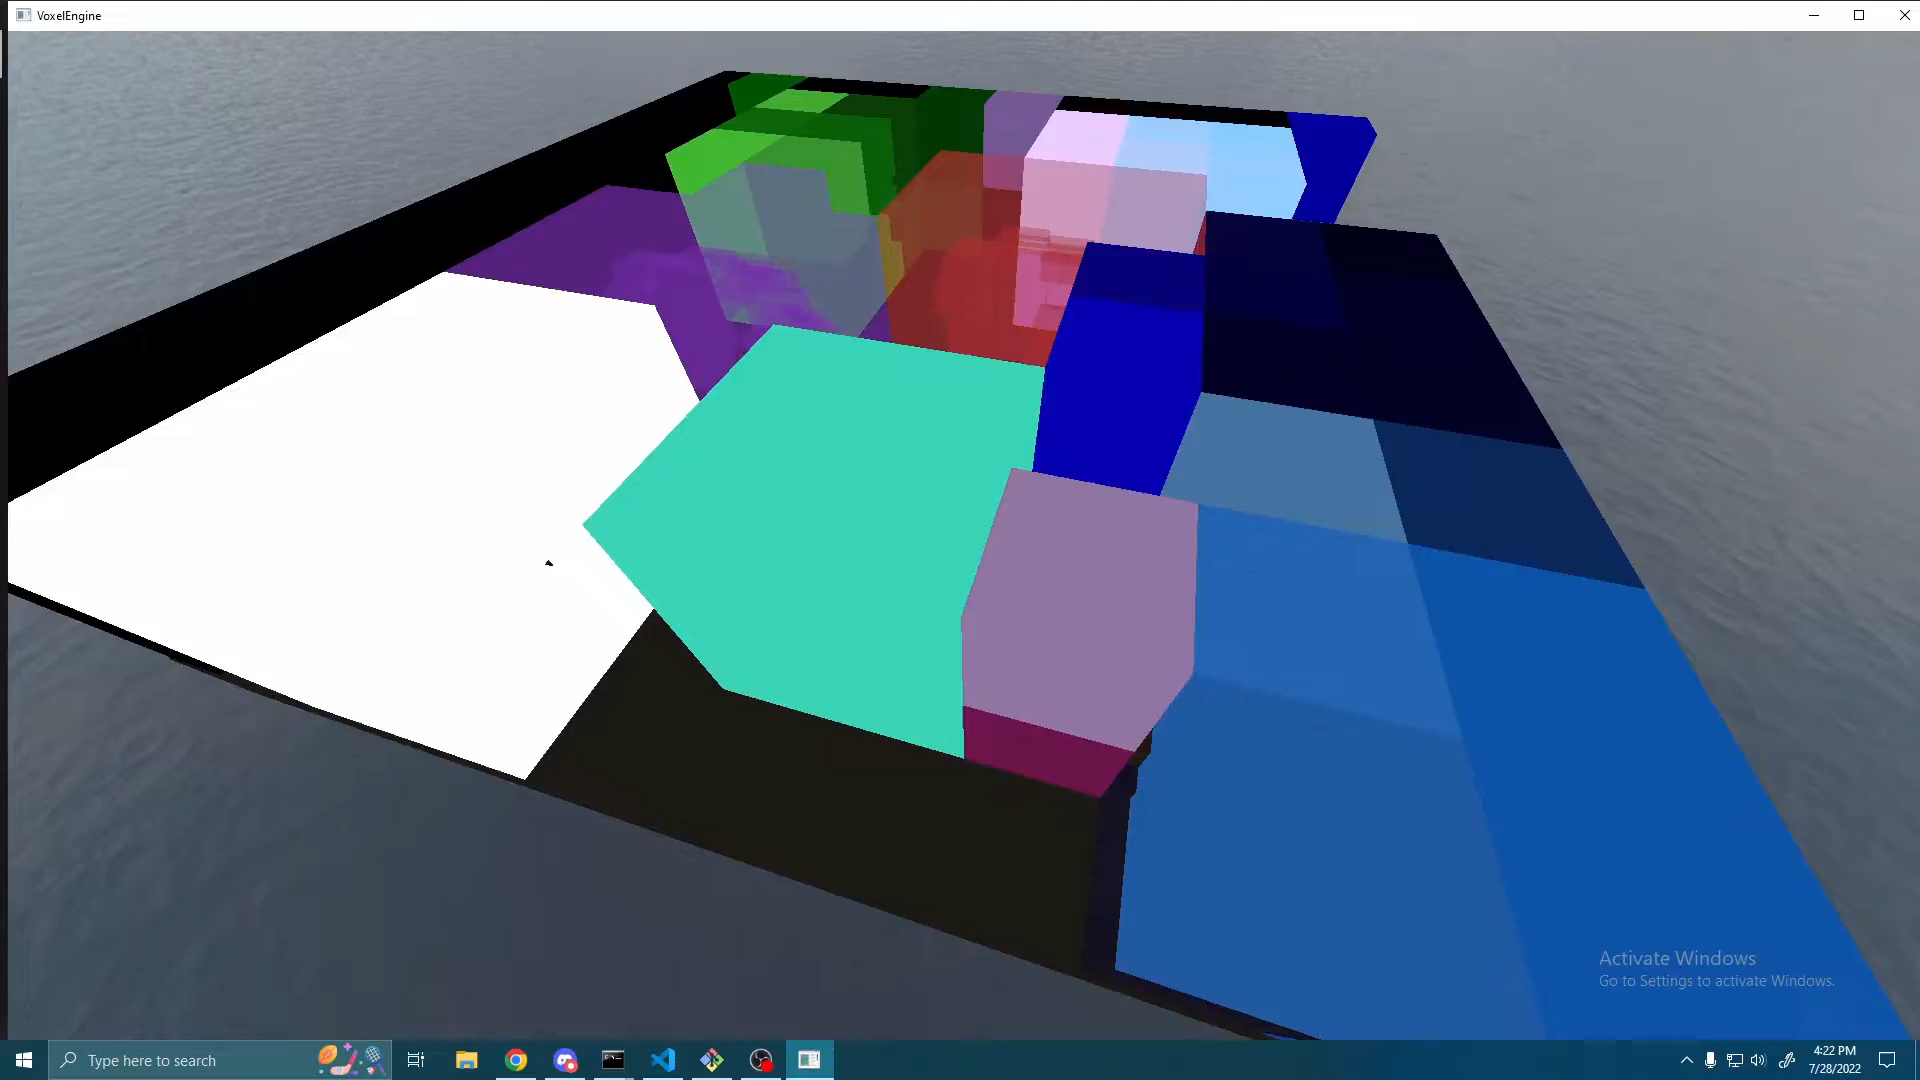 VoxelEngine
Activate Windows
Go to Settings to activate Windows.
Type here to search
4:22 PM
7/28/2022